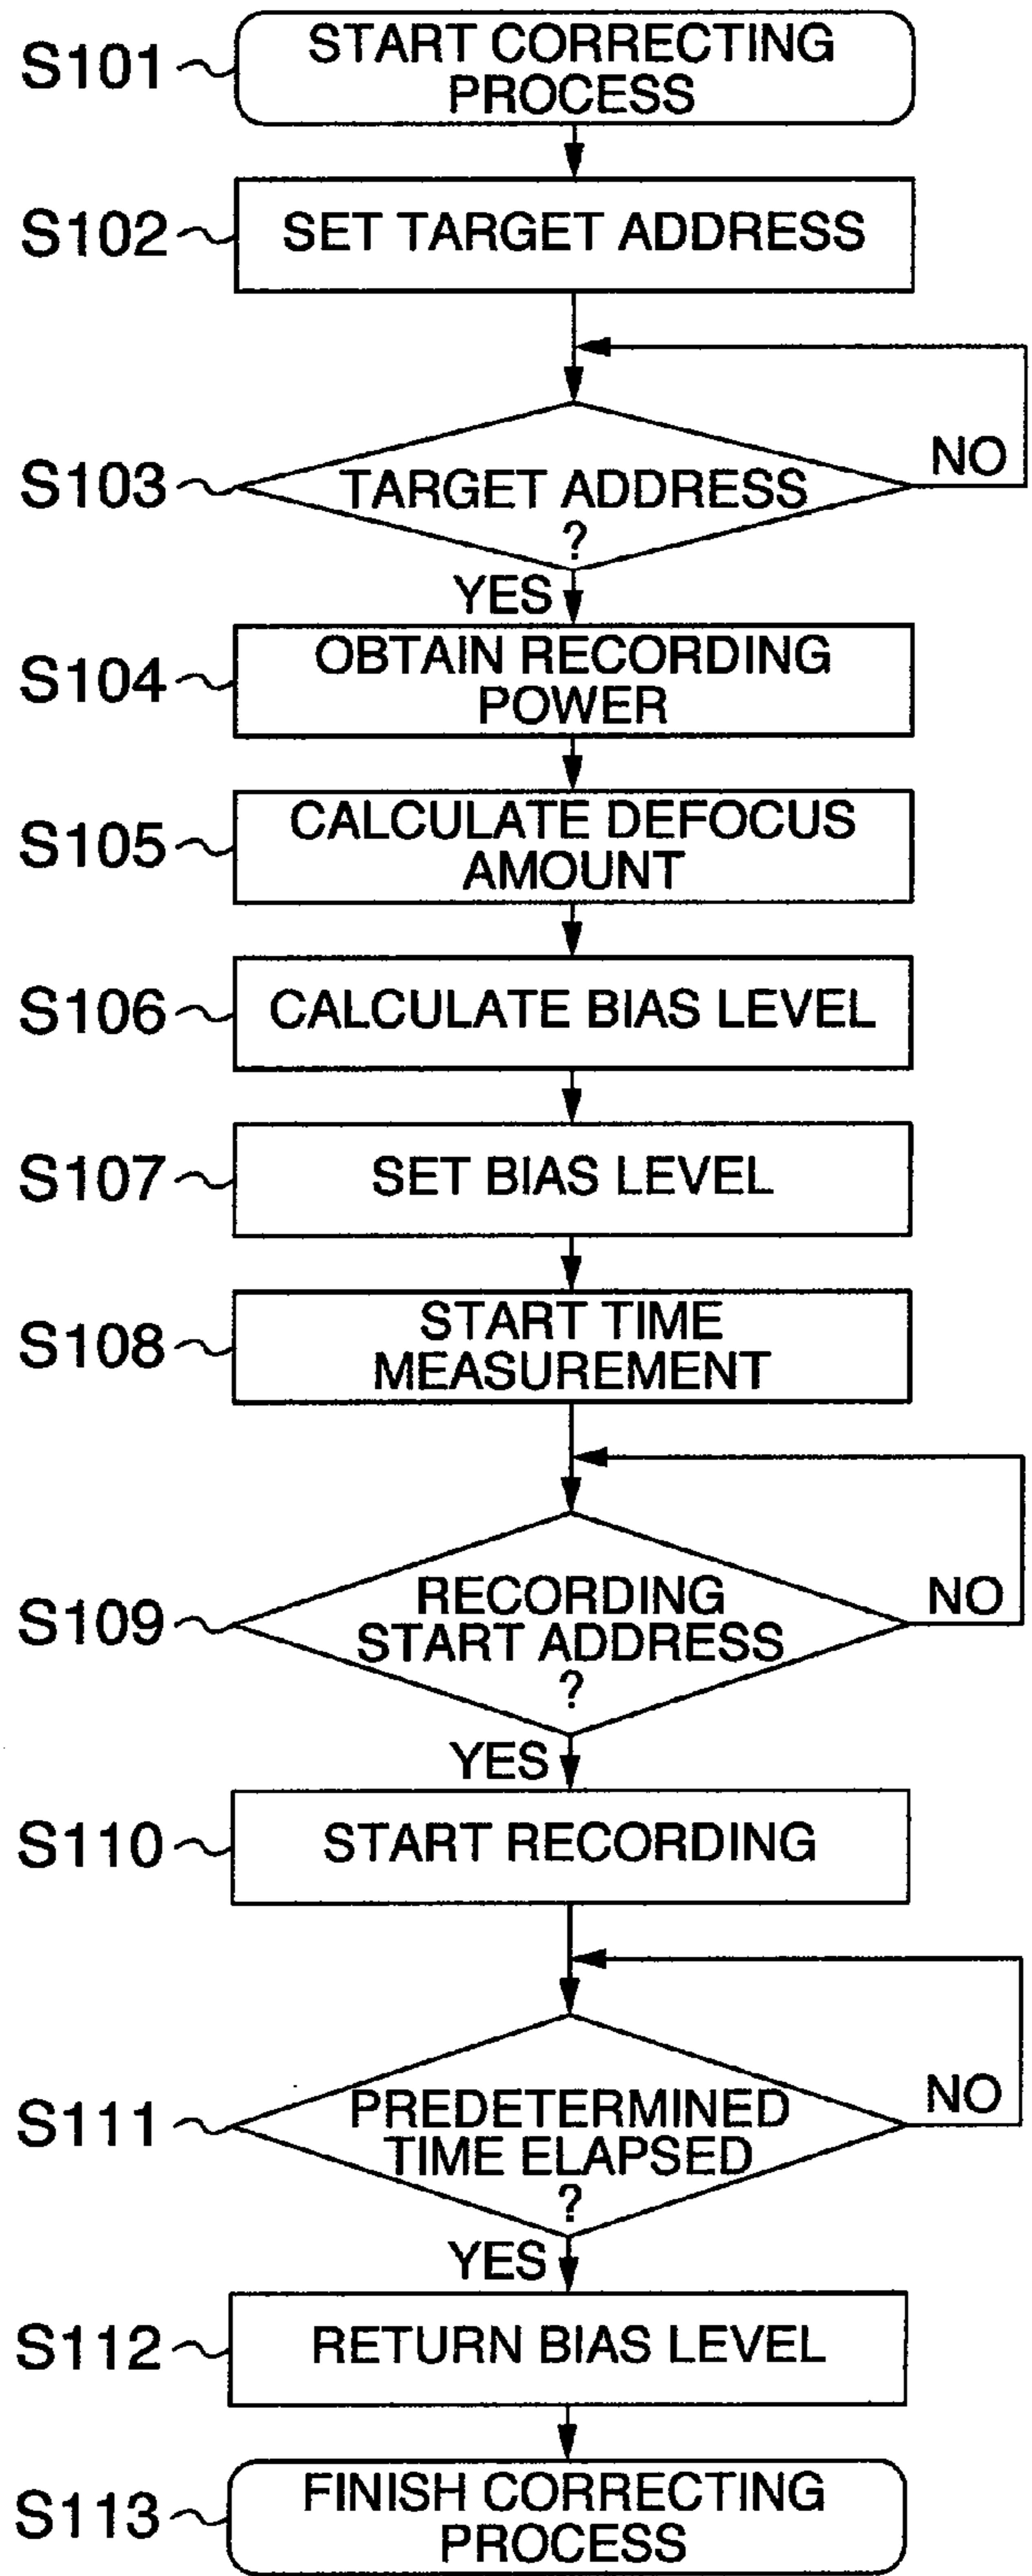 S101
START CORRECTING
PROCESS
S102
SET TARGET ADDRESS
S103
TARGET ADDRESS
?
NO
YES
S104
OBTAIN RECORDING
POWER
S105
CALCULATE DEFOCUS
AMOUNT
S106
CALCULATE BIAS LEVEL
S107
SET BIAS LEVEL
S108
START TIME
MEASUREMENT
S109
RECORDING
START ADDRESS
?
NO
YES
S110
START RECORDING
S111
PREDETERMINED
TIME ELAPSED
?
NO
YES
S112
RETURN BIAS LEVEL
S113
FINISH CORRECTING
PROCESS